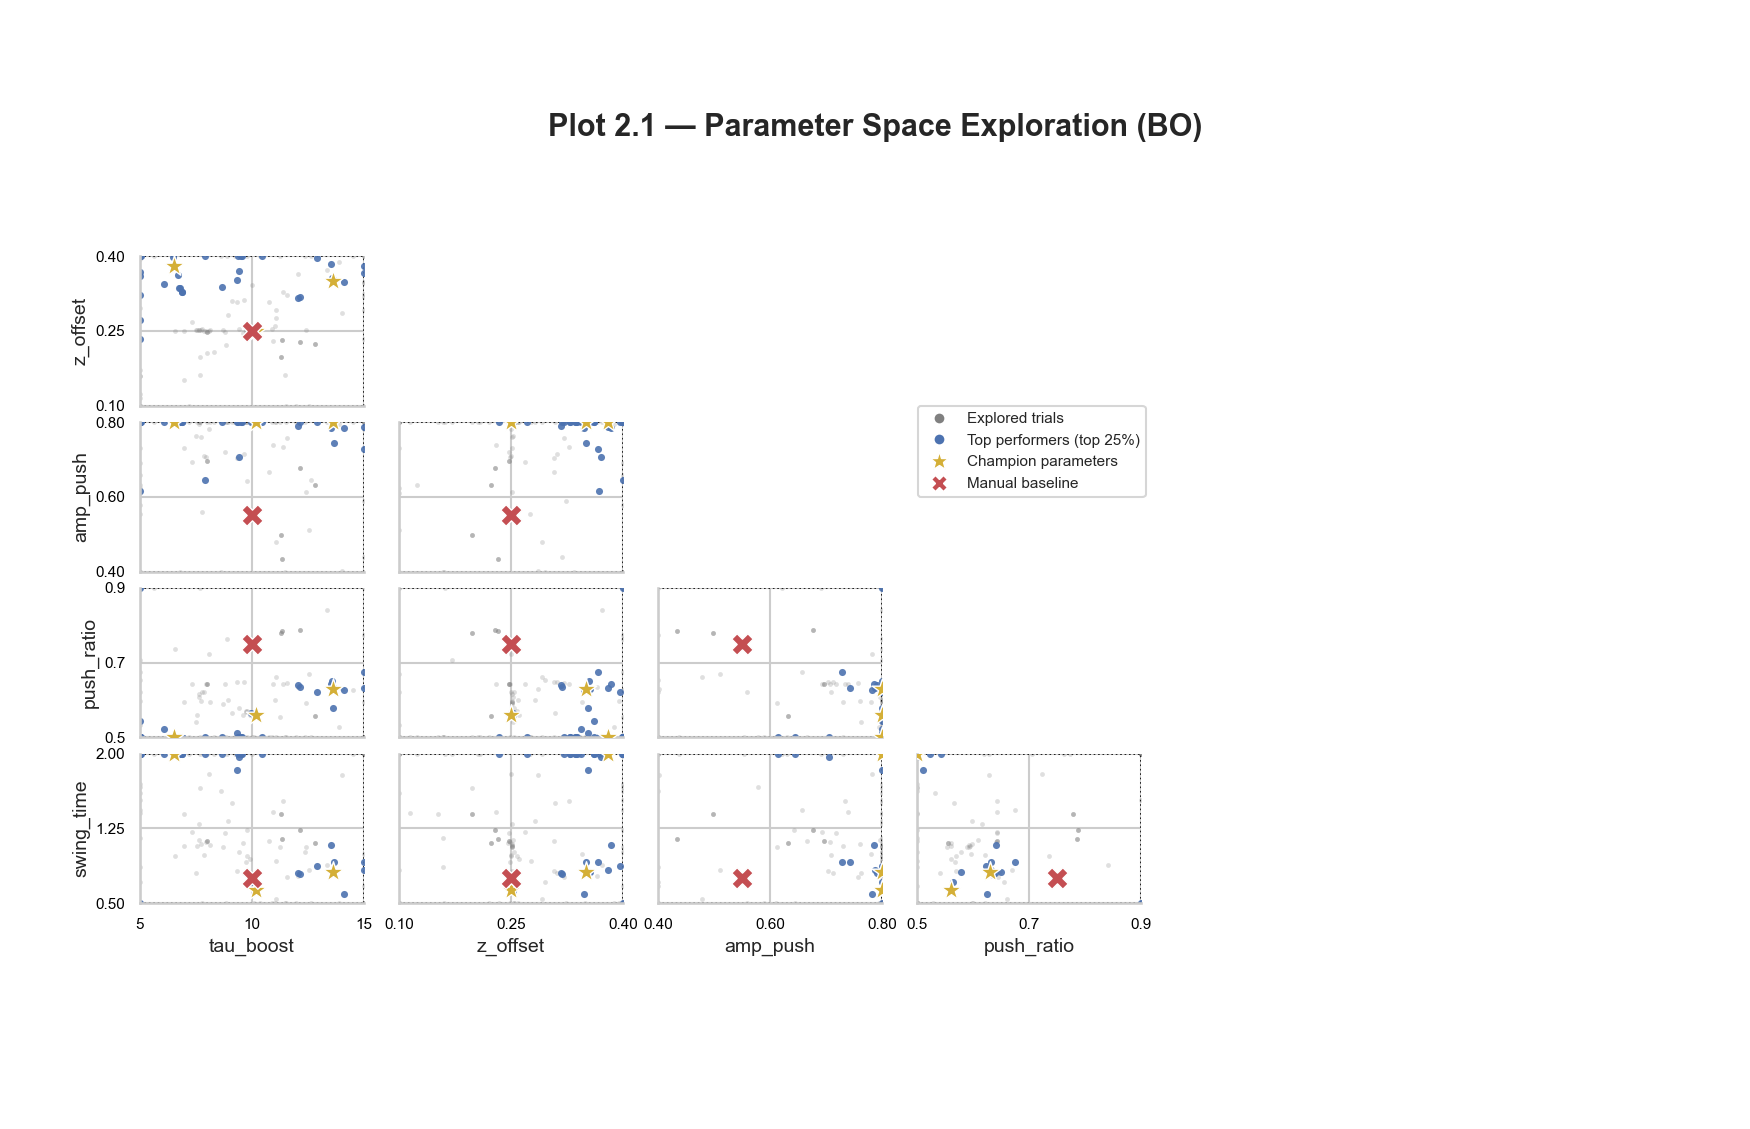 Plot 2.1 — Parameter Space Exploration (BO)
0.40
0.25
0.10
z_offset
0.80
0.60
0.40
amp_push
Explored trials
Top performers (top 25%)
Champion parameters
Manual baseline
0.9
0.7
0.5
push_ratio
2.00
1.25
0.50
swing_time
5 10 15 0.10 0.25 0.40 0.40 0.60 0.80 0.5 0.7 0.9
tau_boost z_offset amp_push push_ratio